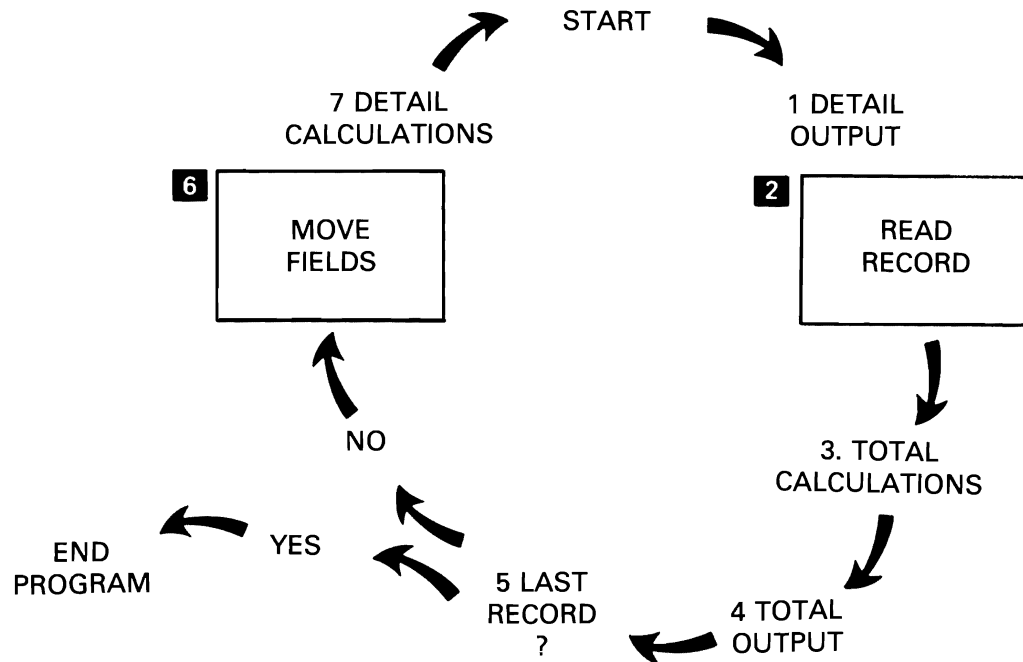 START
1 DETAIL
OUTPUT
2
READ
RECORD
3. TOTAL
CALCULATIONS
4 TOTAL
OUTPUT
5 LAST
RECORD
?
YES
END
PROGRAM
NO
6
MOVE
FIELDS
7 DETAIL
CALCULATIONS